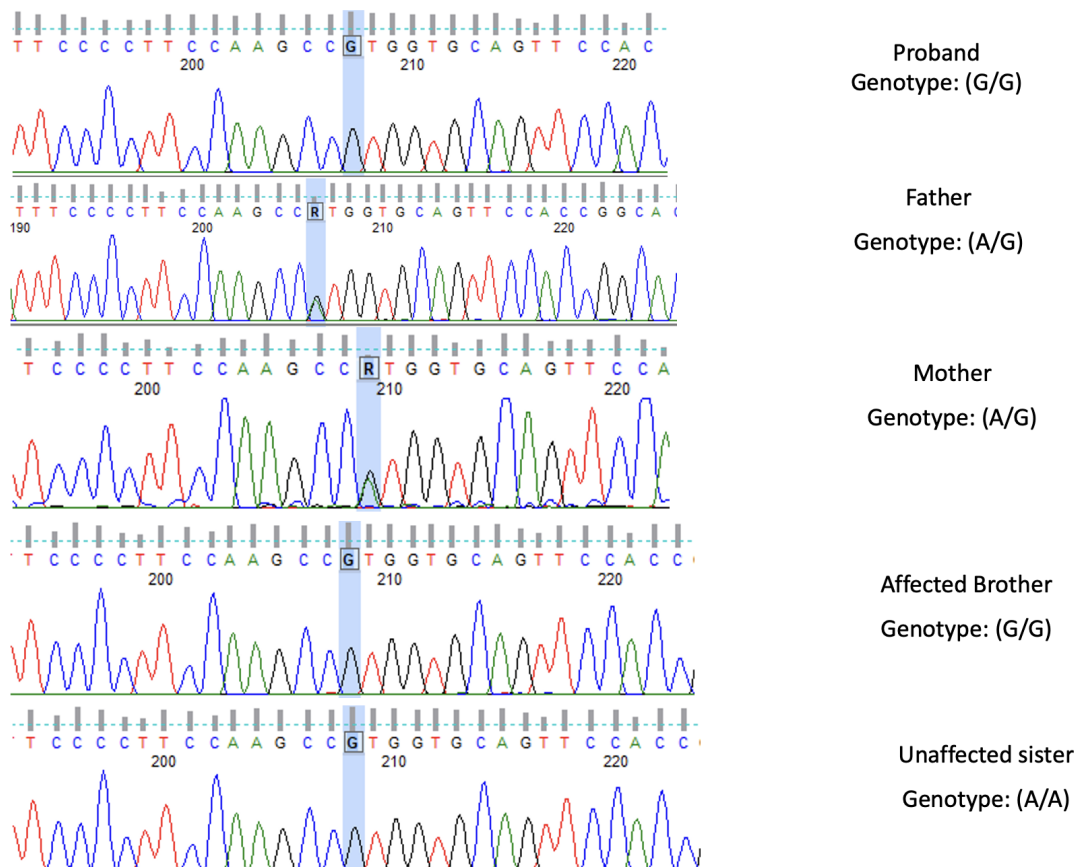 T T C C C C T T C C A A G C C G T G G T G C A G T T C C A C
200 210 220
Proband
Genotype: (G/G)
T T T C C C C T T C C A A G C C R T G G T G C A G T T C C A C C G G C A C
190 200 210 220
Father
Genotype: (A/G)
T C C C C T T C C A A G C C R T G G T G C A G T T C C A
200 210 220
Mother
Genotype: (A/G)
T C C C C T T C C A A G C C G T G G T G C A G T T C C A C C
200 210 220
Affected Brother
Genotype: (G/G)
T C C C C T T C C A A G C C G T G G T G C A G T T C C A C C
200 210 220
Unaffected sister
Genotype: (A/A)